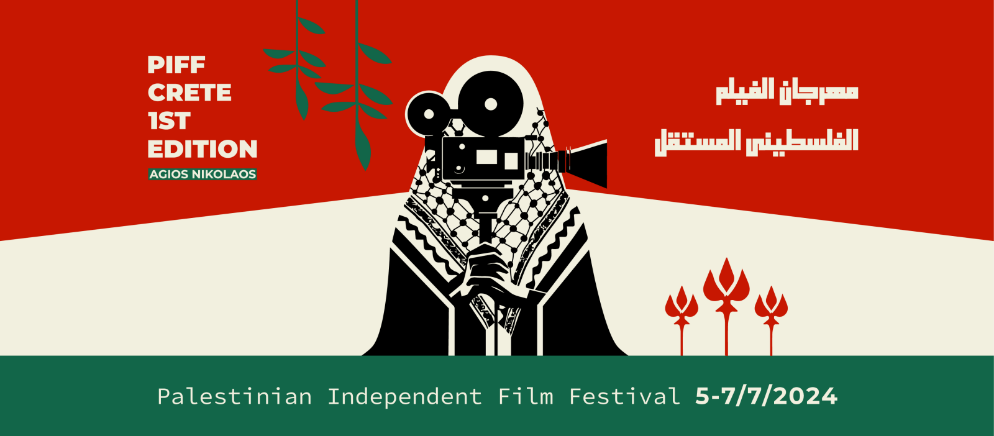 PIFF
CRETE
1ST
EDITION
AGIOS NIKOLAOS
مهرجان الفيلم
الفلسطيني المستقل
Palestinian Independent Film Festival 5-7/7/2024